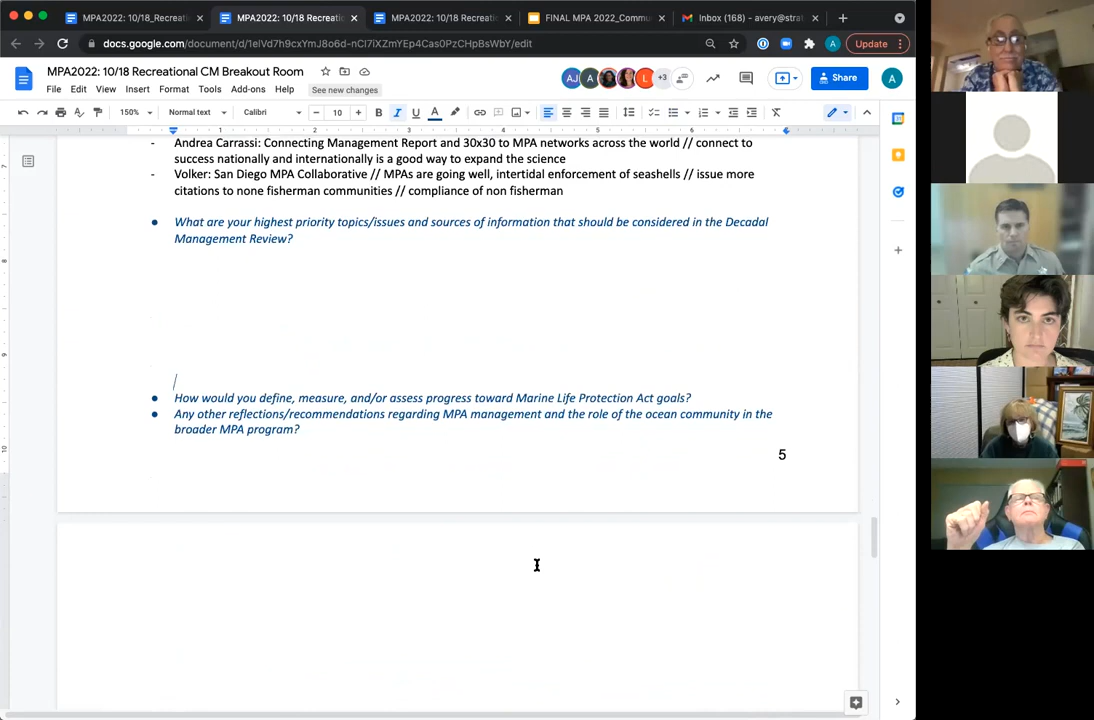 MPA2022: 10/18_Recreati
MPA2022: 10/18 Recreatio
MPA2022: 10/18 Recreatio
FINAL MPA 2022_Commu
Inbox (168) – avery@stra
docs.google.com/document/d/1elVd7h9cxYmJ8o6d-nCl7iXZmYEp4Cas0PzCHpBsWbY/edit
Update
MPA2022: 10/18 Recreational CM Breakout Room
File Edit View Insert Format Tools Add-ons Help See new changes
AJ A L +3
Share
A
150% Normal text Calibri 10
- Andrea Carrassi: Connecting Management Report and 30x30 to MPA networks across the world // connect to
success nationally and internationally is a good way to expand the science
- Volker: San Diego MPA Collaborative // MPAs are going well, intertidal enforcement of seashells // issue more
citations to none fisherman communities // compliance of non fisherman
● What are your highest priority topics/issues and sources of information that should be considered in the Decadal
Management Review?
● How would you define, measure, and/or assess progress toward Marine Life Protection Act goals?
● Any other reflections/recommendations regarding MPA management and the role of the ocean community in the
broader MPA program?
5